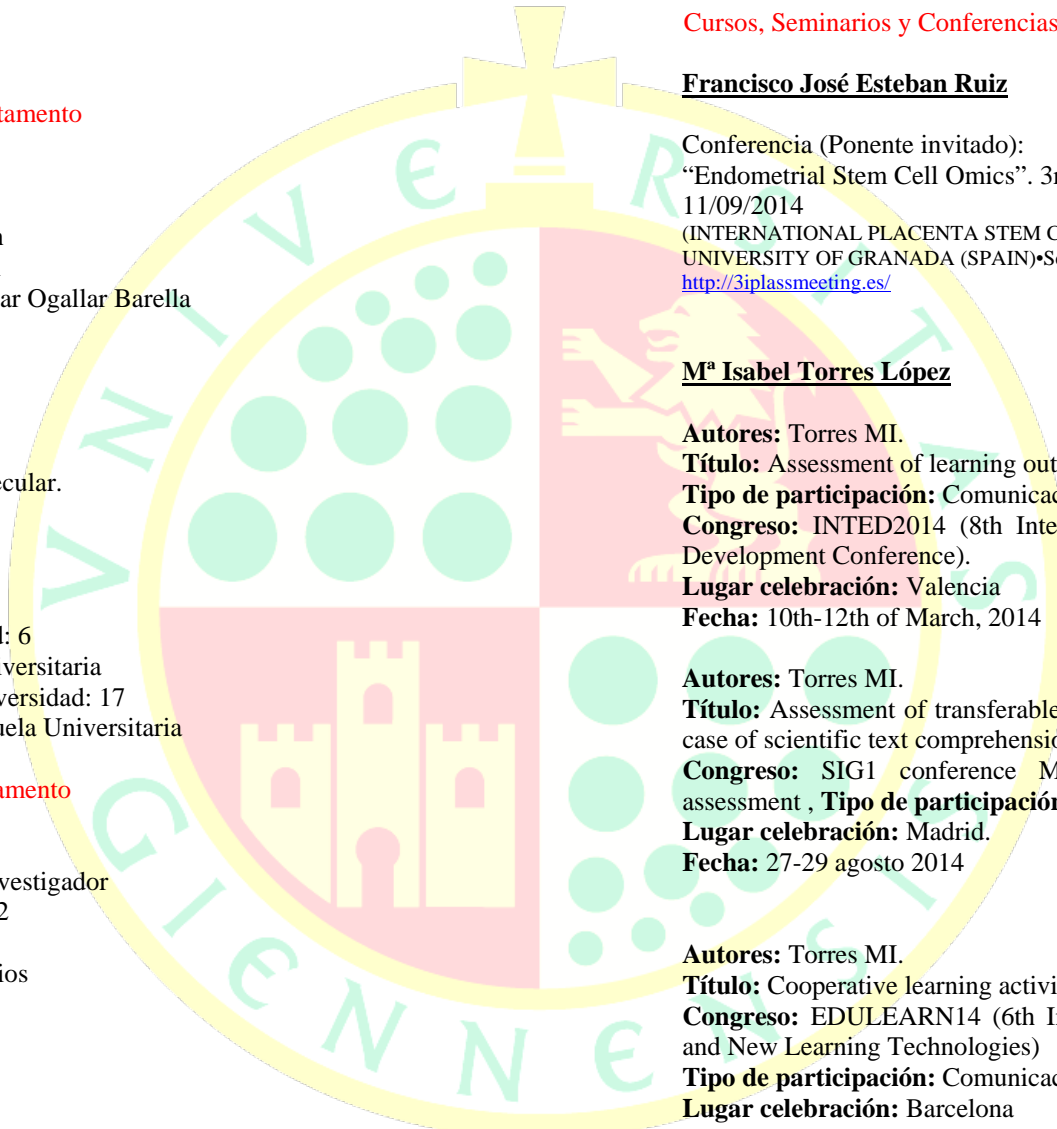 tamento
n
ar Ogallar Barella
ecular.
: 6
iversitaria
versidad: 17
uela Universitaria
amento
vestigador
2
ios
Cursos, Seminarios y Conferencias
Francisco José Esteban Ruiz
Conferencia (Ponente invitado):
“Endometrial Stem Cell Omics”. 3r
11/09/2014
(INTERNATIONAL PLACENTA STEM C
UNIVERSITY OF GRANADA (SPAIN)•Se
http://3iplassmeeting.es/
Mª Isabel Torres López
Autores: Torres MI.
Título: Assessment of learning out
Tipo de participación: Comunicac
Congreso: INTED2014 (8th Inte
Development Conference).
Lugar celebración: Valencia
Fecha: 10th-12th of March, 2014
Autores: Torres MI.
Título: Assessment of transferable
case of scientific text comprehensió
Congreso: SIG1 conference M
assessment , Tipo de participación
Lugar celebración: Madrid.
Fecha: 27-29 agosto 2014
Autores: Torres MI.
Título: Cooperative learning activi
Congreso: EDULEARN14 (6th In
and New Learning Technologies)
Tipo de participación: Comunicac
Lugar celebración: Barcelona
VNIVERSITAS GIENNENSIS